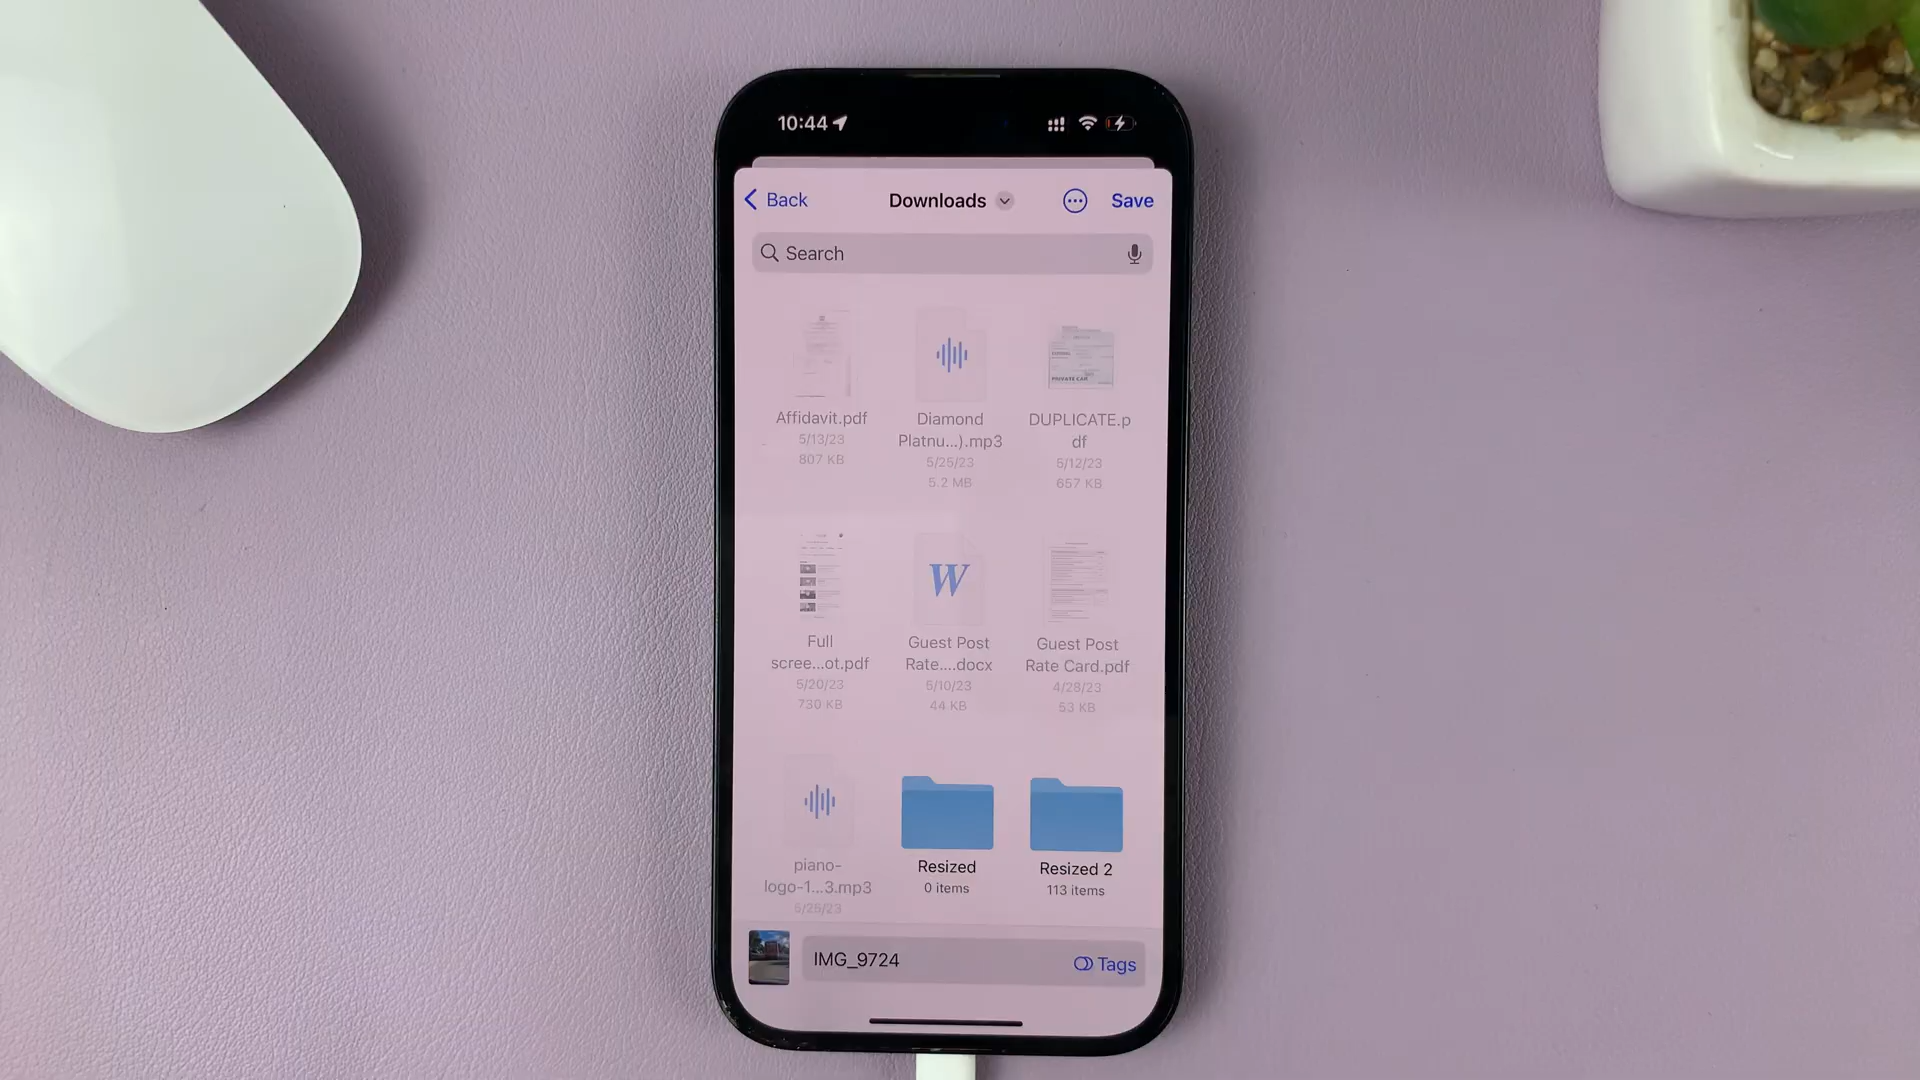 10:44
Back
Downloads
Save
Search
PRIVATE CAR
Affidavit.pdf
5/13/23
807 KB
Diamond
Platnu...).mp3
5/25/23
5.2 MB
DUPLICATE.p
df
5/12/23
657 KB
W
Full
scree...ot.pdf
5/20/23
730 KB
Guest Post
Rate....docx
5/10/23
44 KB
Guest Post
Rate Card.pdf
4/28/23
53 KB
piano-
logo-1...3.mp3
5/25/23
Resized
0 items
Resized 2
113 items
IMG_9724
Tags